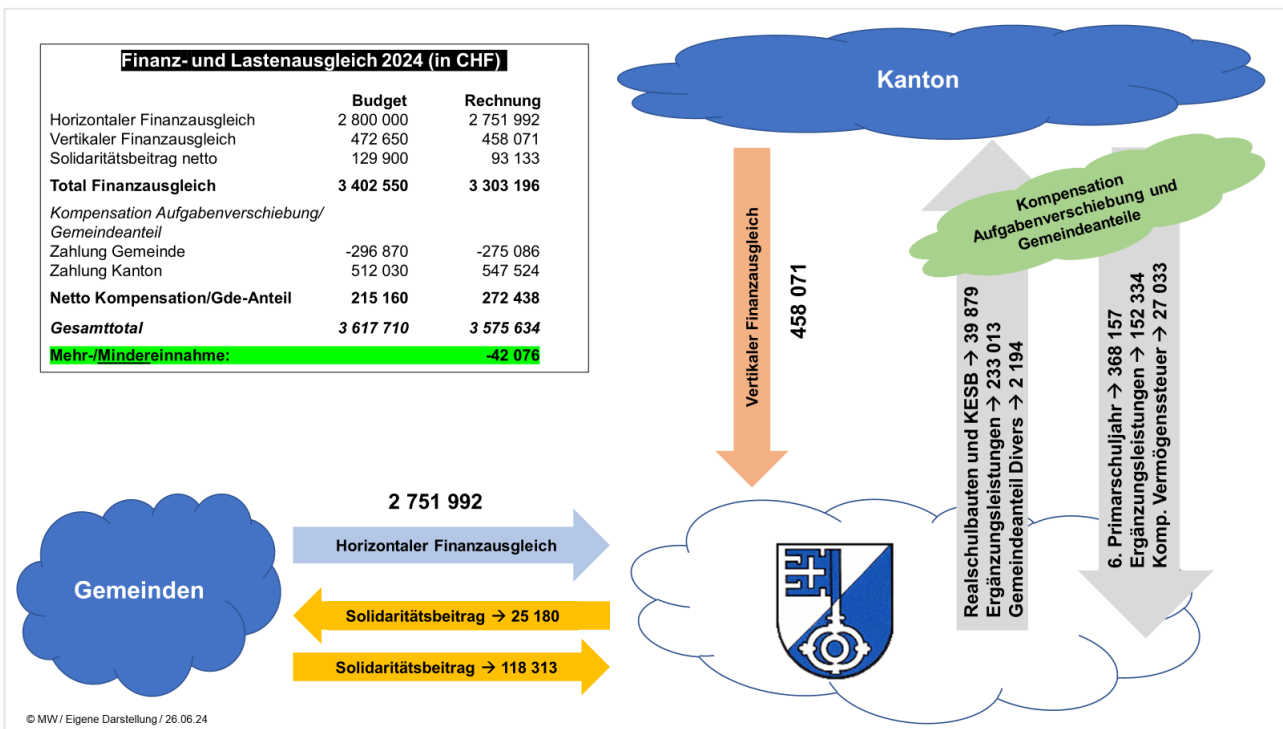 Finanz- und Lastenausgleich 2024 (in CHF)
Budget Rechnung
Horizontaler Finanzausgleich 2 800 000 2 751 992
Vertikaler Finanzausgleich 472 650 458 071
Solidaritätsbeitrag netto 129 900 93 133
Total Finanzausgleich 3 402 550 3 303 196
Kompensation Aufgabenverschiebung/
Gemeindeanteil
Zahlung Gemeinde -296 870 -275 086
Zahlung Kanton 512 030 547 524
Netto Kompensation/Gde-Anteil 215 160 272 438
Gesamttotal 3 617 710 3 575 634
Mehr-/Mindereinnahme: -42 076
Kanton
Kompensation
Aufgabenverschiebung und
Gemeindeanteile
Vertikaler Finanzausgleich
458 071
Realschulbauten und KESB → 39 879
Ergänzungsleistungen → 233 013
Gemeindeanteil Divers → 2 194
6. Primarschuljahr → 368 157
Ergänzungsleistungen → 152 334
Komp. Vermögenssteuer → 27 033
Gemeinden
2 751 992
Horizontaler Finanzausgleich
Solidaritätsbeitrag → 25 180
Solidaritätsbeitrag → 118 313
© MW / Eigene Darstellung / 26.06.24